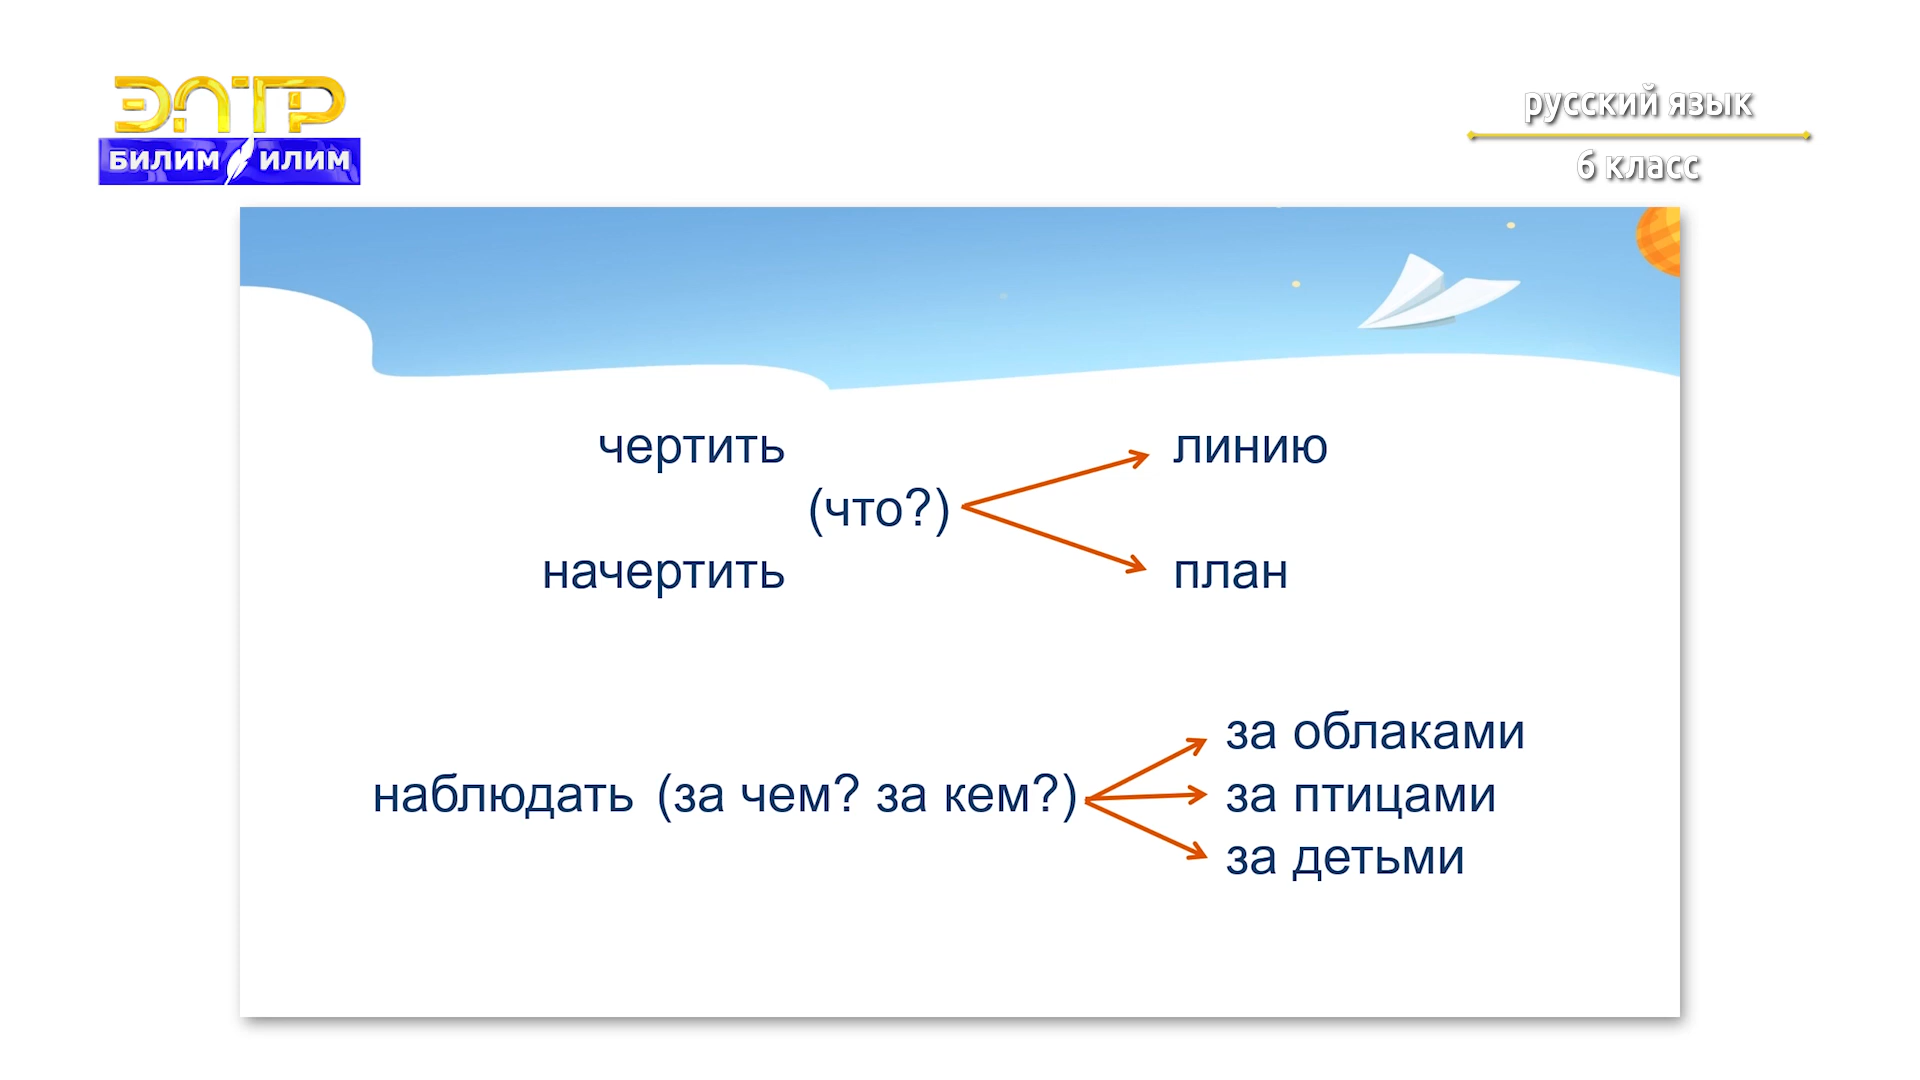 ЭЛТР
БИЛИМ ИЛИМ
русский язык
6 класс
чертить линию
(что?)
начертить план
за облаками
наблюдать (за чем? за кем?) за птицами
за детьми